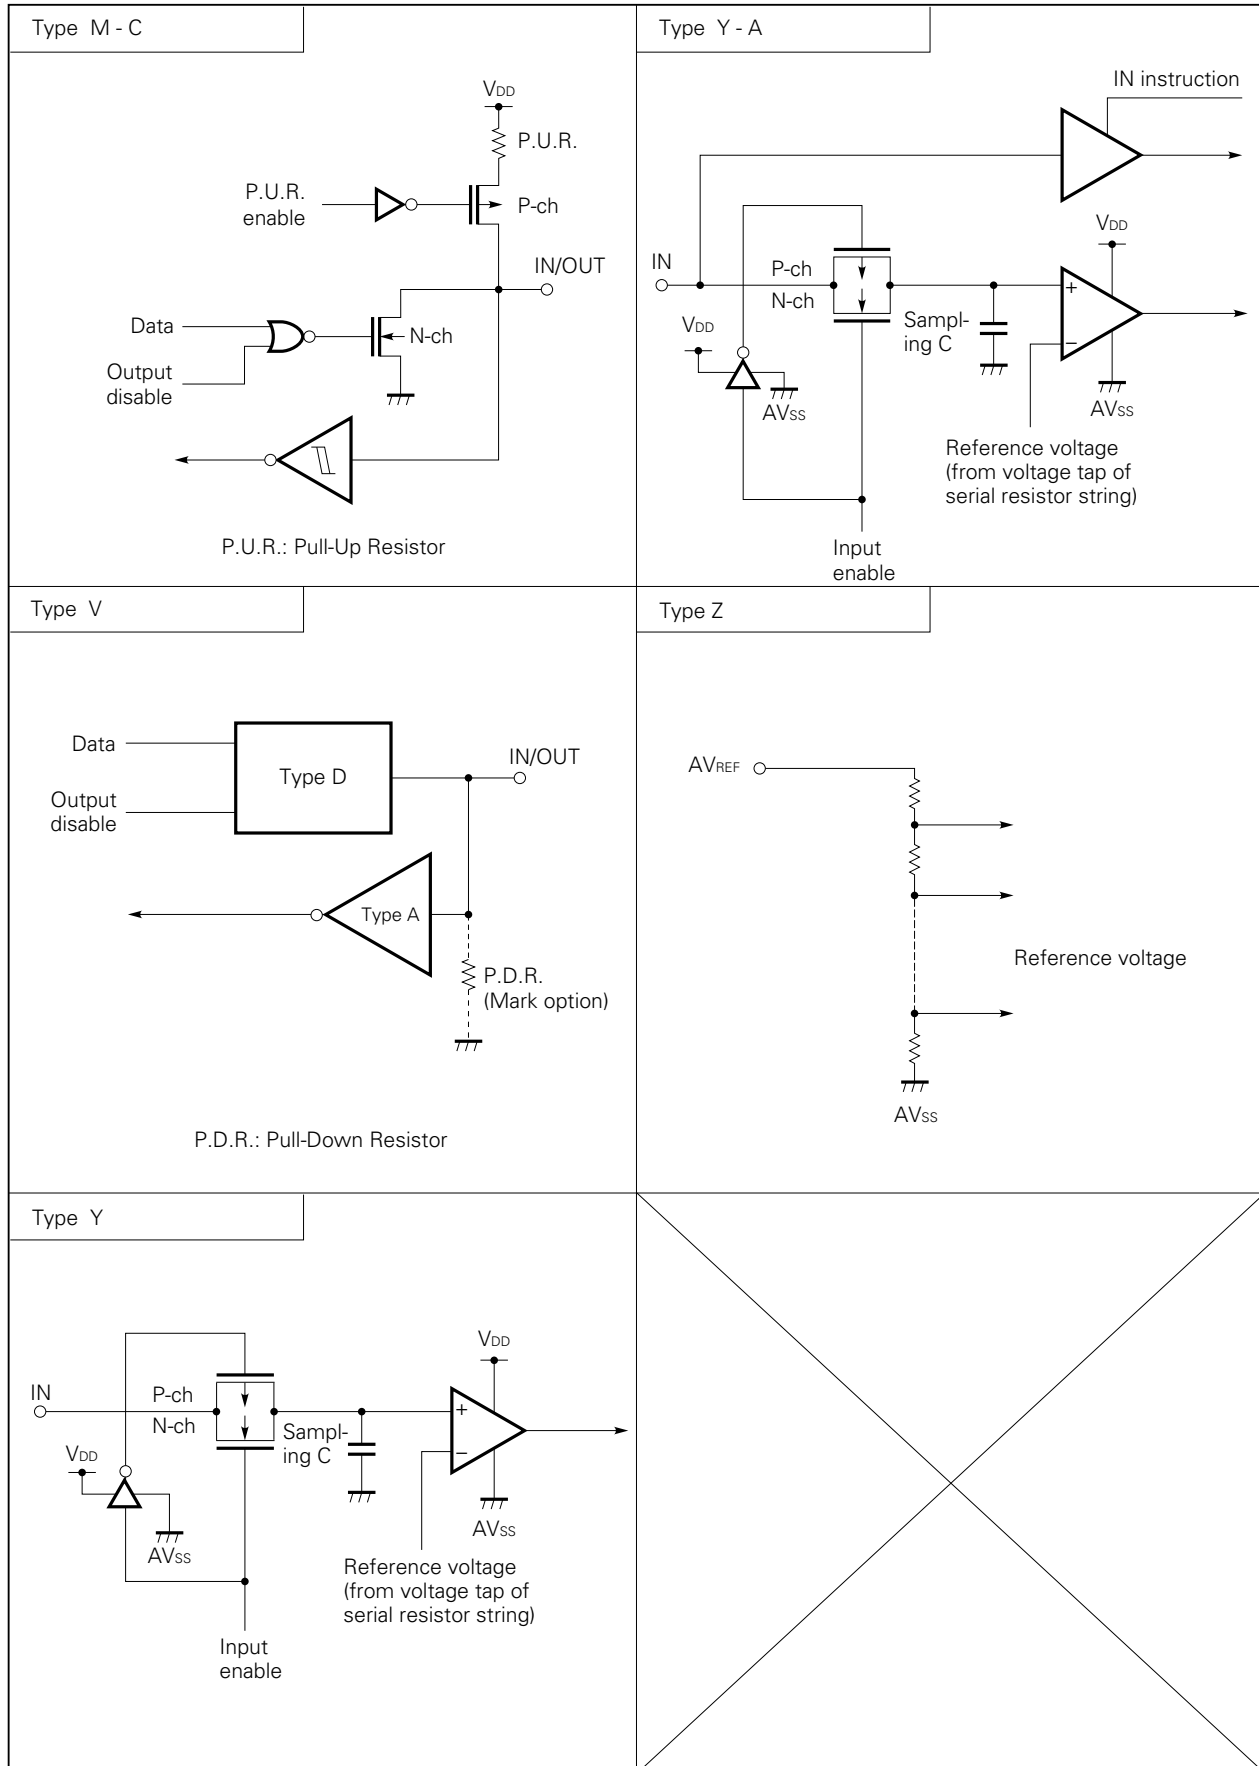 Type M - C
VDD
P.U.R.
P.U.R.
enable
P-ch
IN/OUT
Data
N-ch
Output
disable
P.U.R.: Pull-Up Resistor
Type Y - A
IN instruction
VDD
IN
P-ch
N-ch
+
VDD
Sampl-
ing C
−
AVSS
AVSS
Reference voltage
(from voltage tap of
serial resistor string)
Input
enable
Type V
Data
IN/OUT
Type D
Output
disable
Type A
P.D.R.
(Mark option)
P.D.R.: Pull-Down Resistor
Type Z
AVREF
Reference voltage
AVSS
Type Y
VDD
IN
P-ch
N-ch
+
Sampl-
ing C
VDD
−
AVSS
AVSS
Reference voltage
(from voltage tap of
serial resistor string)
Input
enable